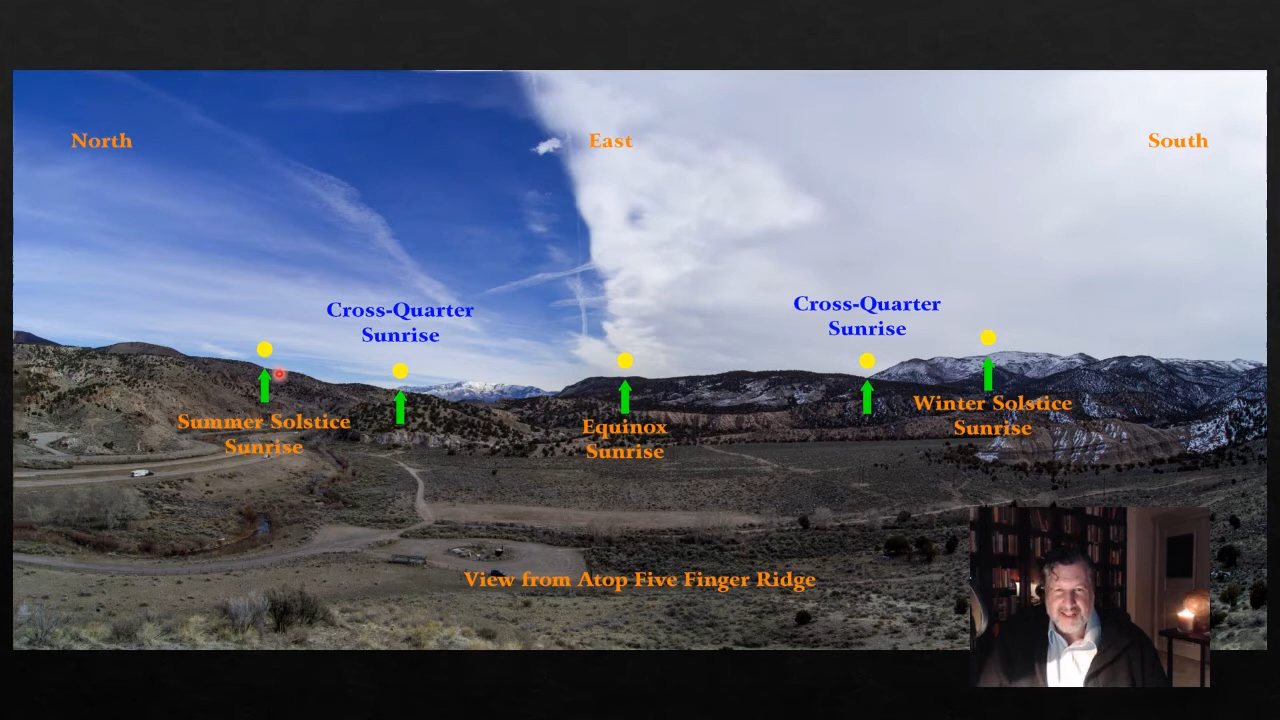 North
East
South
Cross-Quarter
Sunrise
Cross-Quarter
Sunrise
Summer Solstice
Sunrise
Equinox
Sunrise
Winter Solstice
Sunrise
View from Atop Five Finger Ridge